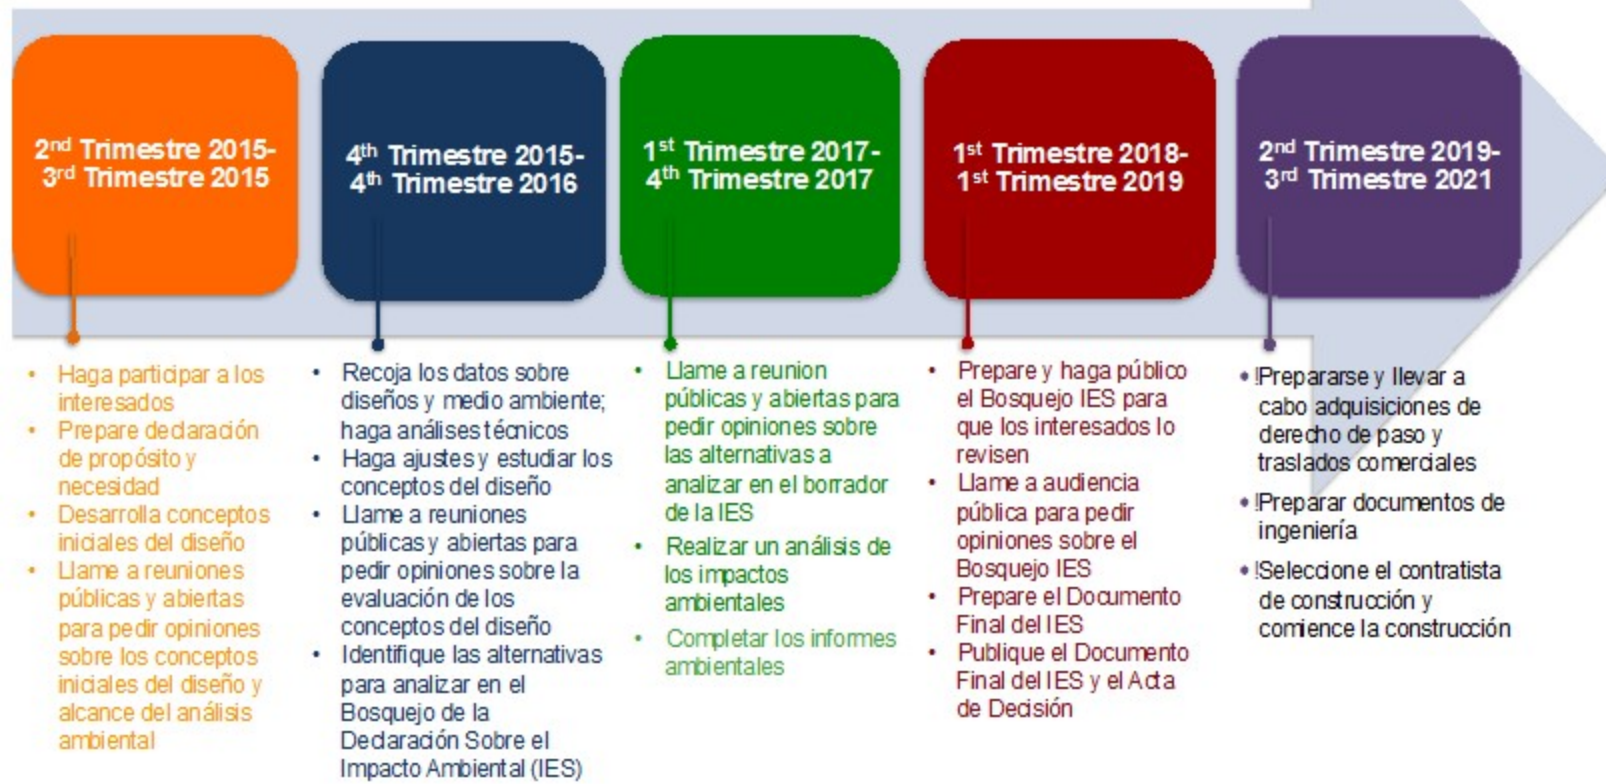 2nd Trimestre 2015-
3rd Trimestre 2015
4th Trimestre 2015-
4th Trimestre 2016
1st Trimestre 2017-
4th Trimestre 2017
1st Trimestre 2018-
1st Trimestre 2019
2nd Trimestre 2019-
3rd Trimestre 2021
• Haga participar a los
interesados
• Prepare declaración
de propósito y
necesidad
• Desarrolla conceptos
iniciales del diseño
• Llame a reuniones
públicas y abiertas
para pedir opiniones
sobre los conceptos
iniciales del diseño y
alcance del análisis
ambiental
• Recoja los datos sobre
diseños y medio ambiente;
haga análises técnicos
• Haga ajustes y estudiar los
conceptos del diseño
• Llame a reuniones
públicas y abiertas para
pedir opiniones sobre la
evaluación de los
conceptos del diseño
• Identifique las alternativas
para analizar en el
Bosquejo de la
Declaración Sobre el
Impacto Ambiental (IES)
• Llame a reunion
públicas y abiertas para
pedir opiniones sobre
las alternativas a
analizar en el borrador
de la IES
• Realizar un análisis de
los impactos
ambientales
• Completar los informes
ambientales
• Prepare y haga público
el Bosquejo IES para
que los interesados lo
revisen
• Llame a audiencia
pública para pedir
opiniones sobre el
Bosquejo IES
• Prepare el Documento
Final del IES
• Publique el Documento
Final del IES y el Acta
de Decisión
• !Prepararse y llevar a
cabo adquisiciones de
derecho de paso y
traslados comerciales
• !Preparar documentos de
ingeniería
• !Seleccione el contratista
de construcción y
comience la construcción